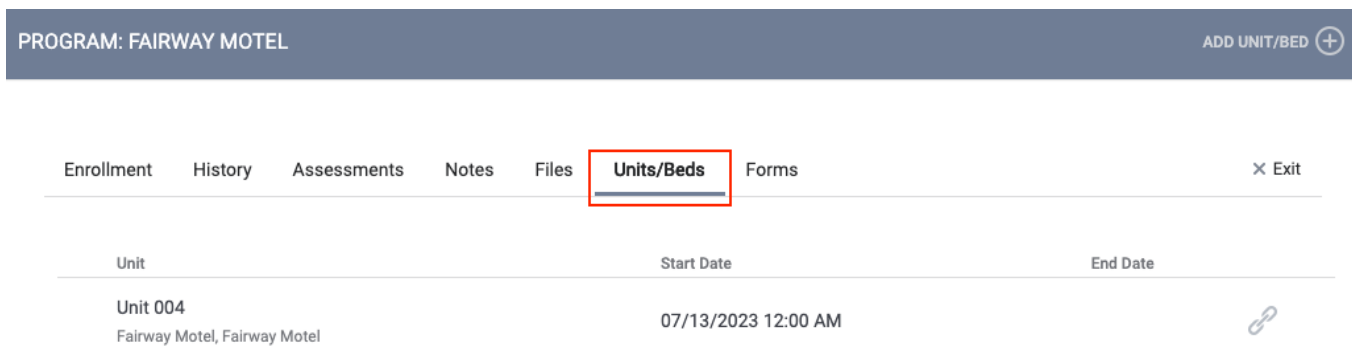 PROGRAM: FAIRWAY MOTEL ADD UNIT/BED
Enrollment History Assessments Notes Files Units/Beds Forms × Exit
Unit Start Date End Date
Unit 004
Fairway Motel, Fairway Motel
07/13/2023 12:00 AM